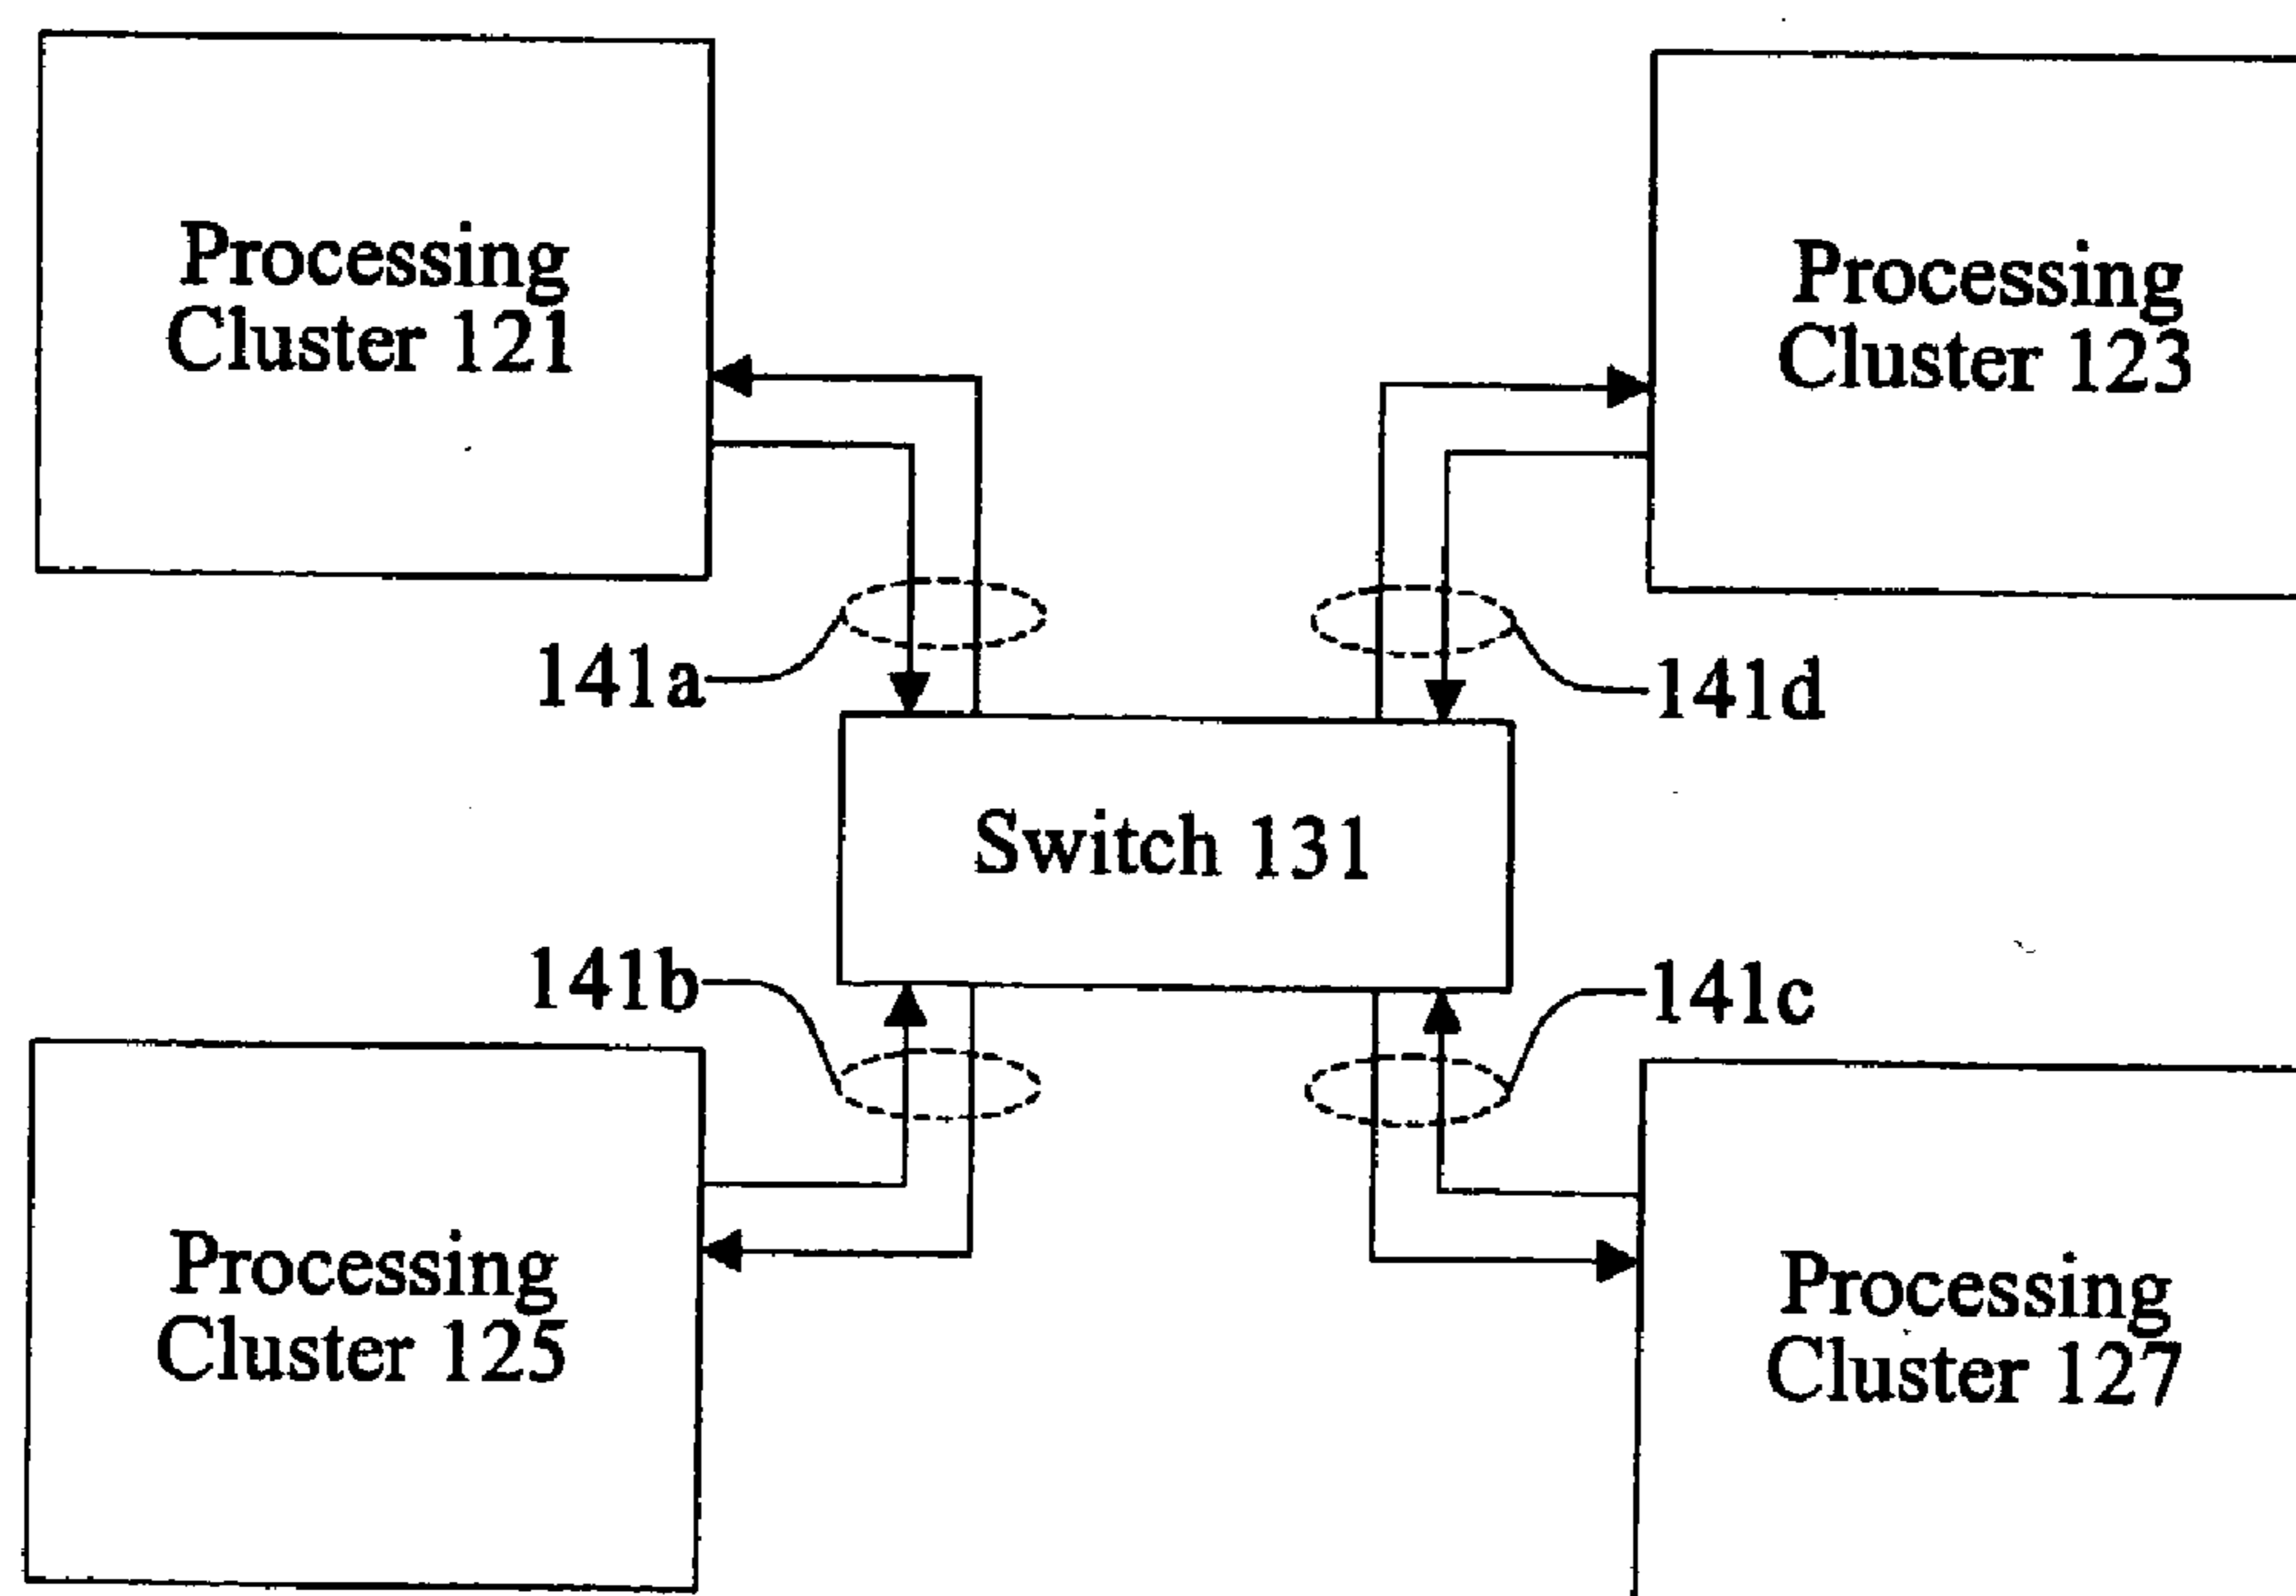 Processing
Cluster 121
Processing
Cluster 123
141a
141d
Switch 131
141b
141c
Processing
Cluster 125
Processing
Cluster 127